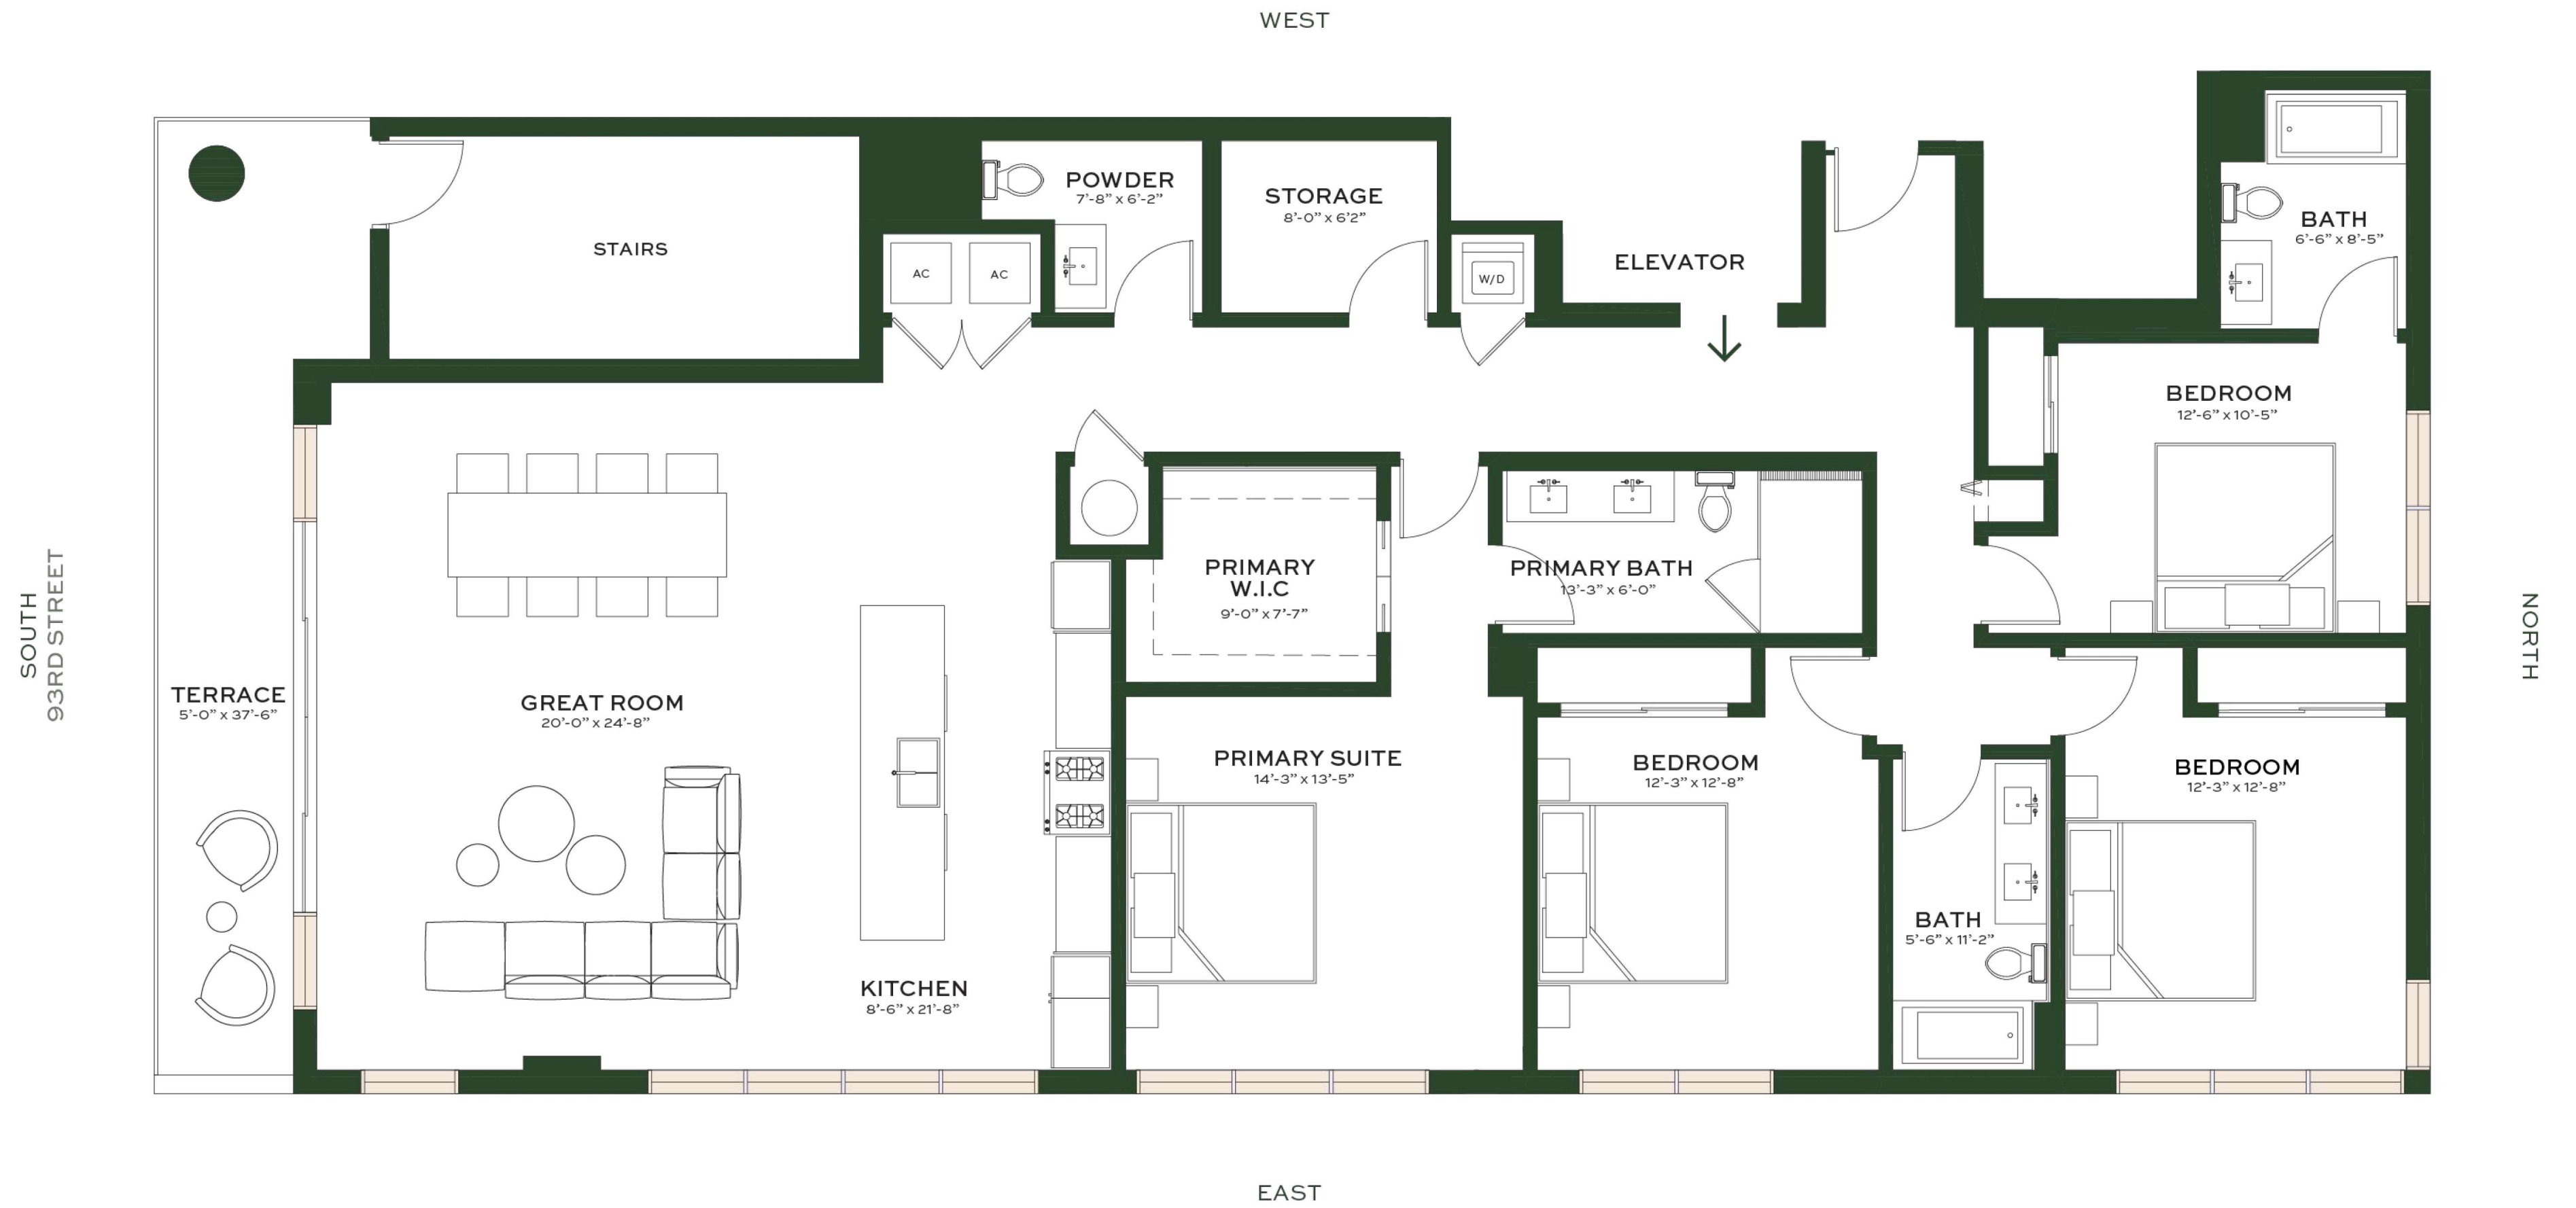 WEST
POWDER
7'-8" x 6'-2"
STORAGE
8'-0" x 6'2"
BATH
6'-6" x 8'-5"
STAIRS
AC
AC
W/D
ELEVATOR
BEDROOM
12'-6" x 10'-5"
SOUTH
93RD STREET
NORTH
PRIMARY
W.I.C
9'-0" x 7'-7"
PRIMARY BATH
13'-3" x 6'-0"
TERRACE
5'-0" x 37'-6"
GREAT ROOM
20'-0" x 24'-8"
PRIMARY SUITE
14'-3" x 13'-5"
BEDROOM
12'-3" x 12'-8"
BEDROOM
12'-3" x 12'-8"
BATH
5'-6" x 11'-2"
KITCHEN
8'-6" x 21'-8"
EAST